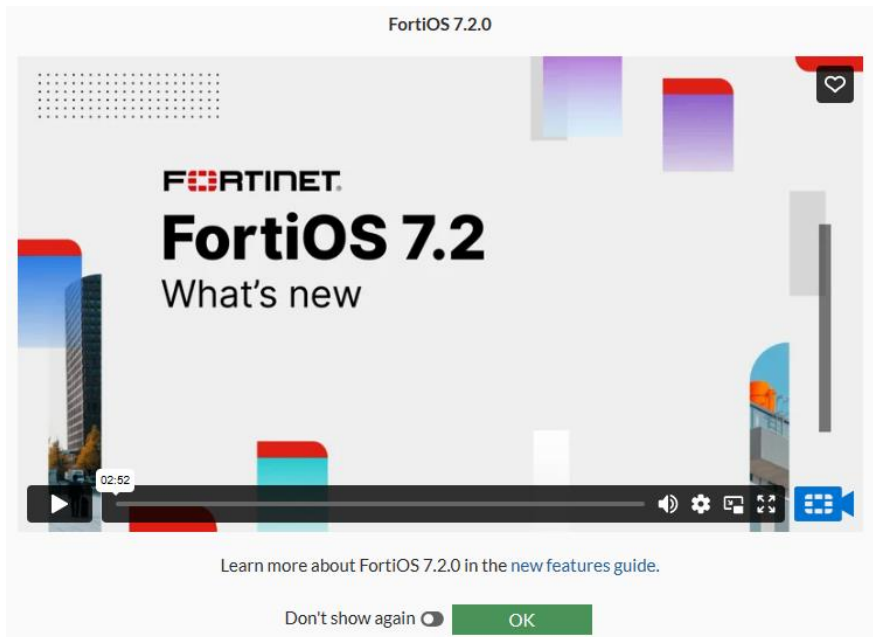 FortiOS 7.2.0
FORTINET.
FortiOS 7.2
What's new
02:52
Learn more about FortiOS 7.2.0 in the new features guide.
Don't show again
OK